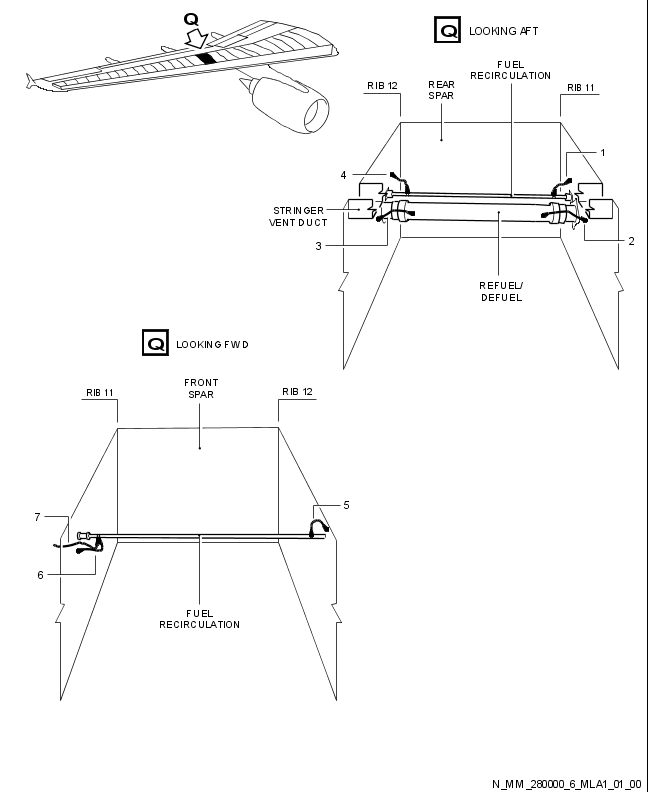 Q
Q LOOKING AFT
FUEL
RECIRCULATION
RIB 12
REAR
SPAR
RIB 11
1
4
STRINGER
VENT DUCT
3
2
REFUEL/
DEFUEL
Q LOOKING FWD
FRONT
SPAR
RIB 11
RIB 12
5
7
6
FUEL
RECIRCULATION
N_MM_280000_6_MLA1_01_00